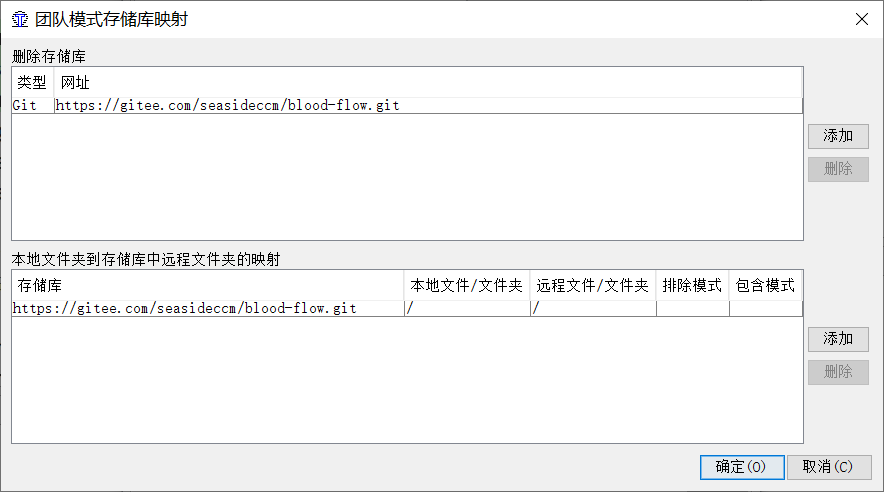 团队模式存储库映射
删除存储库
类型 网址
Git https://gitee.com/seasideccm/blood-flow.git
添加
删除
本地文件夹到存储库中远程文件夹的映射
存储库 本地文件/文件夹 远程文件/文件夹 排除模式 包含模式
https://gitee.com/seasideccm/blood-flow.git / /
添加
删除
确定(O) 取消(C)